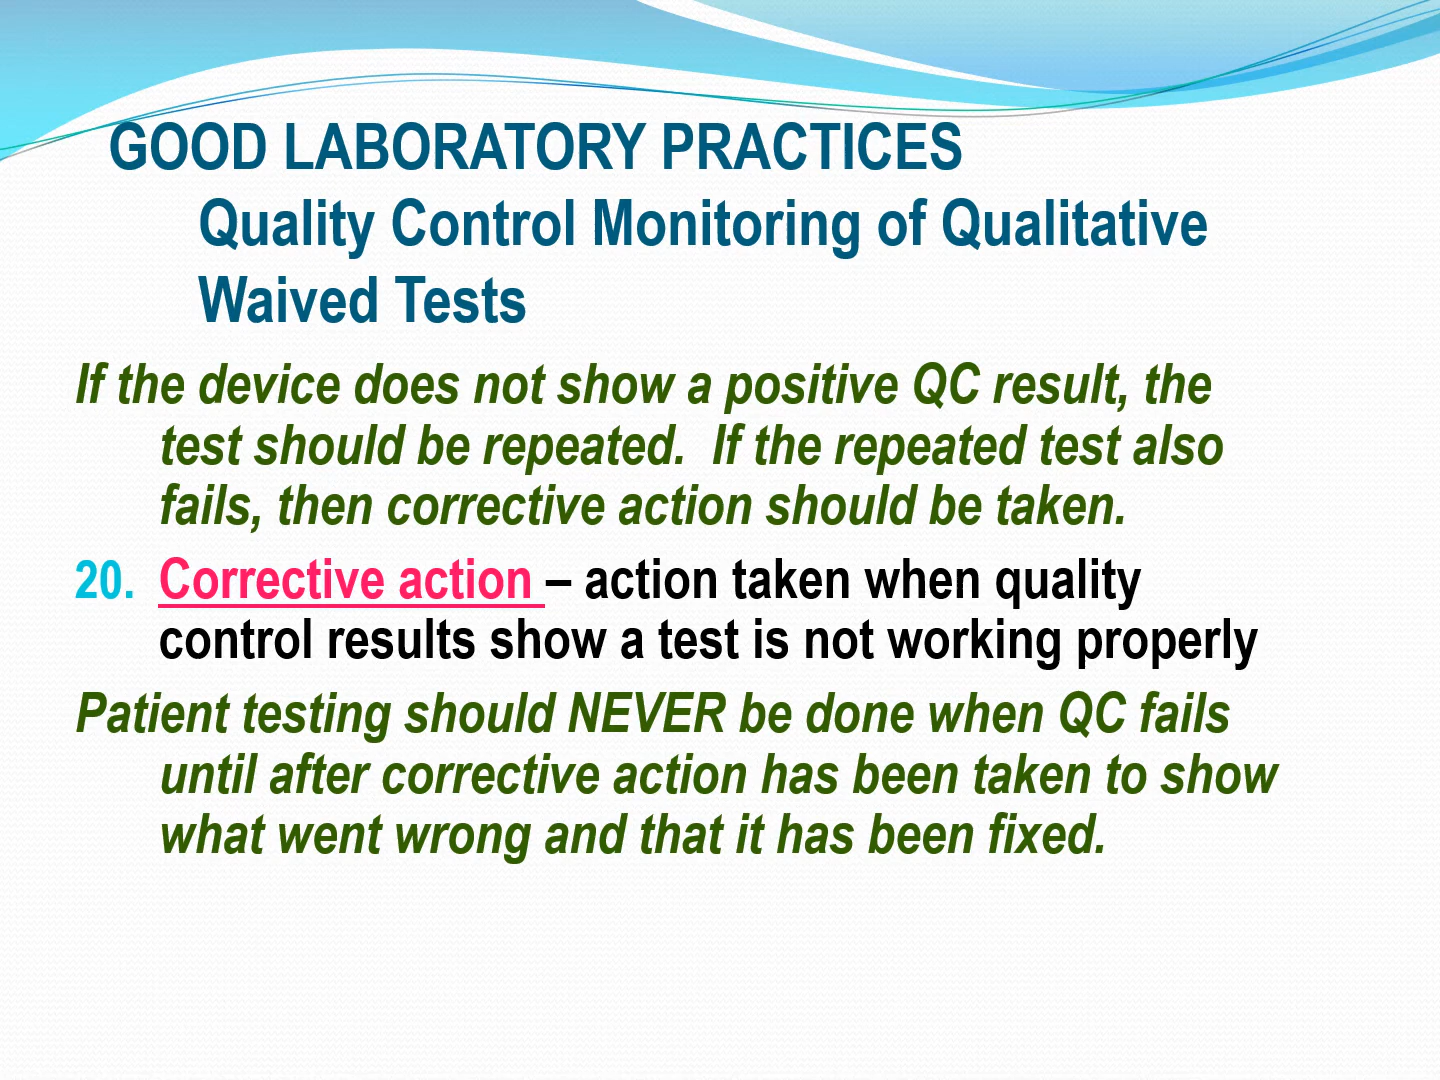 GOOD LABORATORY PRACTICES
Quality Control Monitoring of Qualitative
Waived Tests
If the device does not show a positive QC result, the
test should be repeated.  If the repeated test also
fails, then corrective action should be taken.
20. Corrective action – action taken when quality
control results show a test is not working properly
Patient testing should NEVER be done when QC fails
until after corrective action has been taken to show
what went wrong and that it has been fixed.